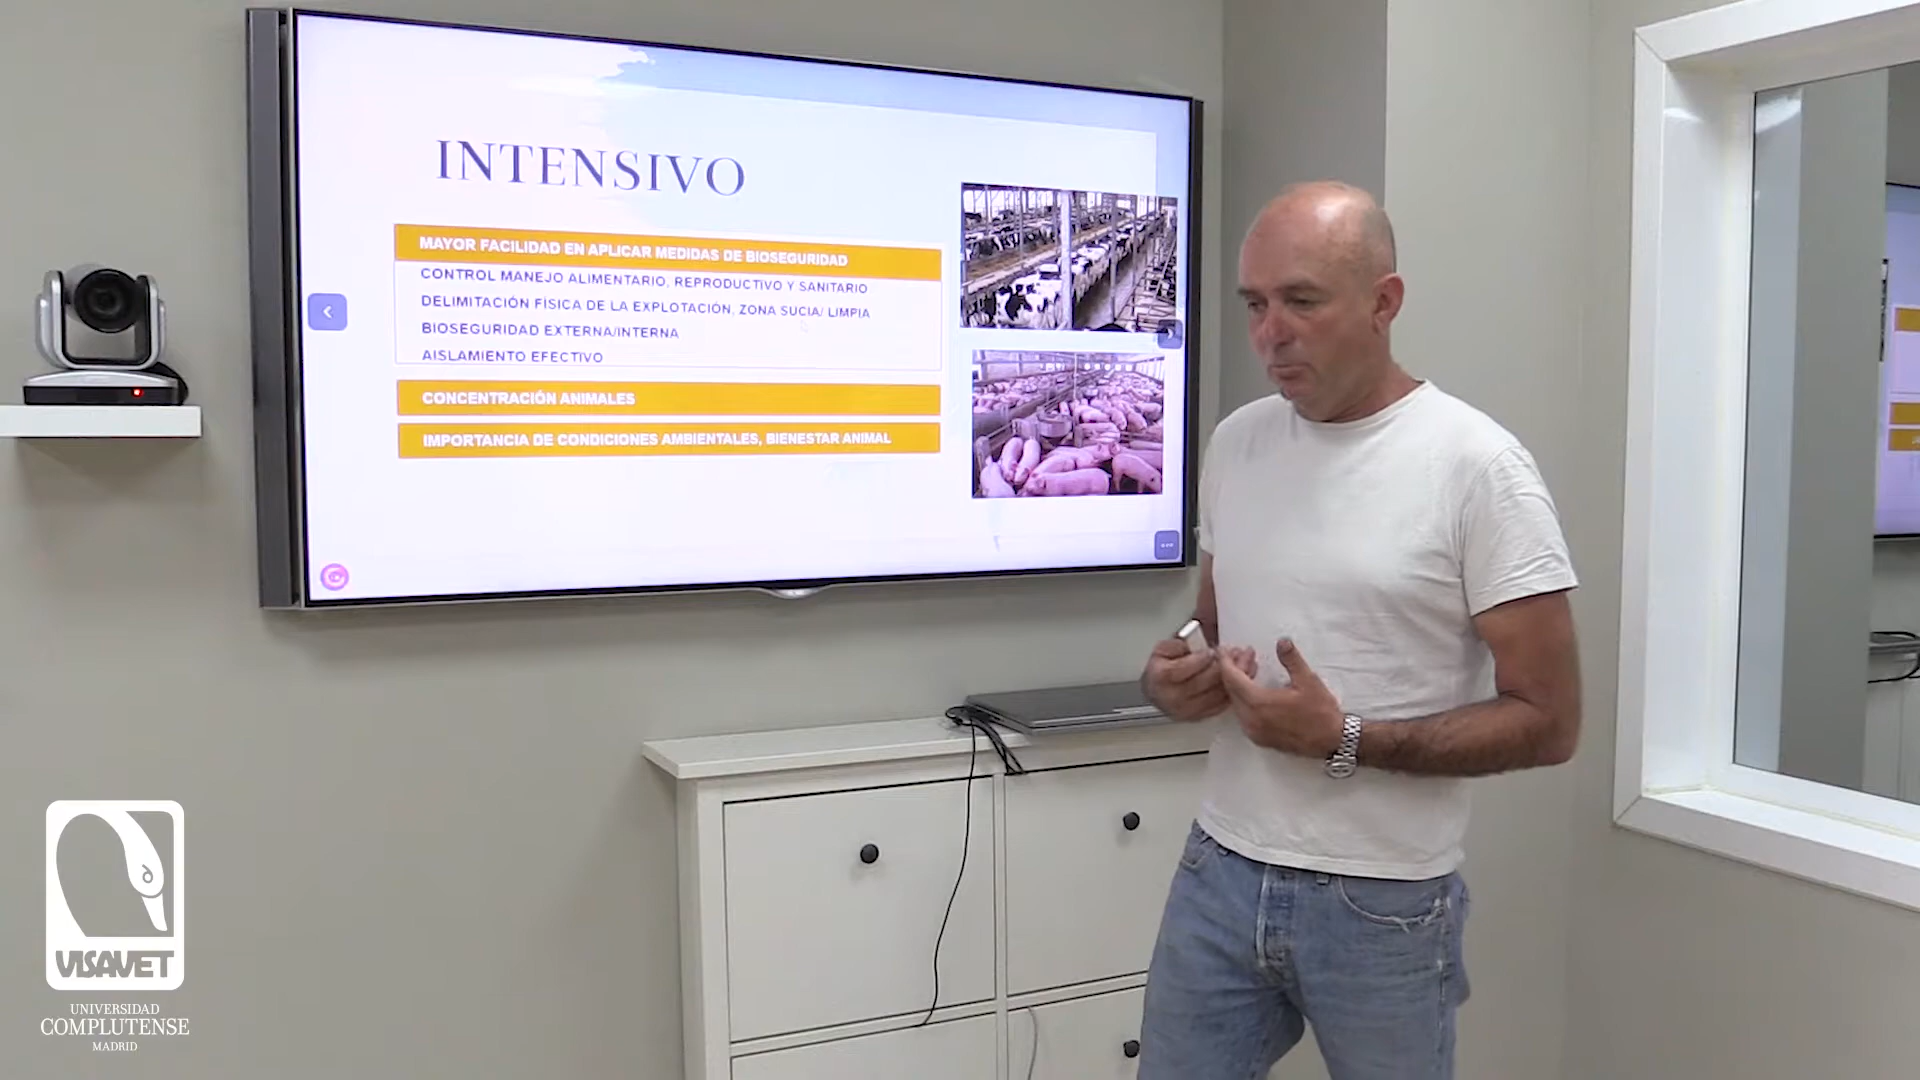 INTENSIVO
MAYOR FACILIDAD EN APLICAR MEDIDAS DE BIOSEGURIDAD
CONTROL MANEJO ALIMENTARIO, REPRODUCTIVO Y SANITARIO
DELIMITACIÓN FÍSICA DE LA EXPLOTACIÓN, ZONA SUCIA/ LIMPIA
BIOSEGURIDAD EXTERNA/INTERNA
AISLAMIENTO EFECTIVO
CONCENTRACIÓN ANIMALES
IMPORTANCIA DE CONDICIONES AMBIENTALES, BIENESTAR ANIMAL
VISAVET
UNIVERSIDAD
COMPLUTENSE
MADRID